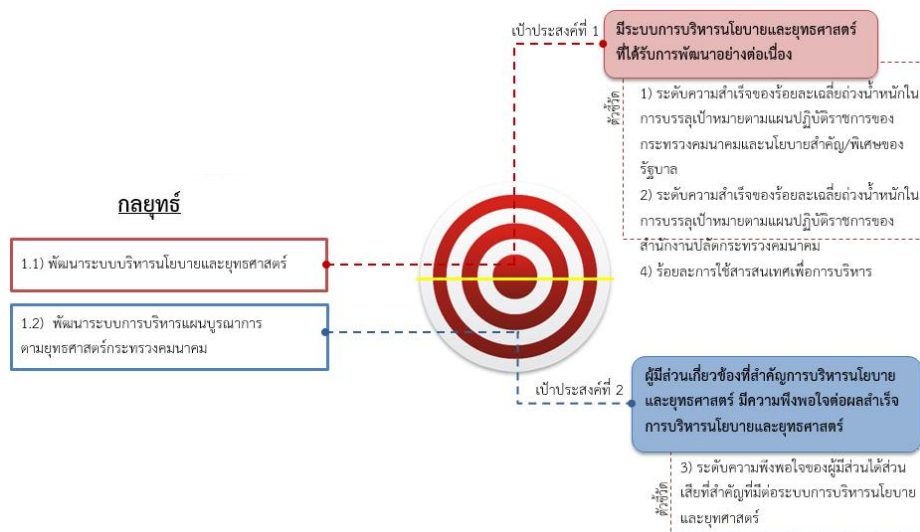 เป้าประสงค์ที่ 1
มีระบบการบริหารนโยบายและยุทธศาสตร์
ที่ได้รับการพัฒนาอย่างต่อเนื่อง
ตัวชี้วัด
1) ระดับความสำเร็จของร้อยละเฉลี่ยถ่วงน้ำหนักใน
การบรรลุเป้าหมายตามแผนปฏิบัติราชการของ
กระทรวงคมนาคมและนโยบายสำคัญ/พิเศษของ
รัฐบาล
2) ระดับความสำเร็จของร้อยละเฉลี่ยถ่วงน้ำหนักใน
การบรรลุเป้าหมายตามแผนปฏิบัติราชการของ
สำนักงานปลัดกระทรวงคมนาคม
4) ร้อยละการใช้สารสนเทศเพื่อการบริหาร
กลยุทธ์
1.1) พัฒนาระบบบริหารนโยบายและยุทธศาสตร์
1.2) พัฒนาระบบการบริหารแผนบูรณาการ
ตามยุทธศาสตร์กระทรวงคมนาคม
เป้าประสงค์ที่ 2
ผู้มีส่วนเกี่ยวข้องที่สำคัญการบริหารนโยบาย
และยุทธศาสตร์ มีความพึงพอใจต่อผลสำเร็จ
การบริหารนโยบายและยุทธศาสตร์
ตัวชี้วัด
3) ระดับความพึงพอใจของผู้มีส่วนได้ส่วน
เสียที่สำคัญที่มีต่อระบบการบริหารนโยบาย
และยุทศาสตร์